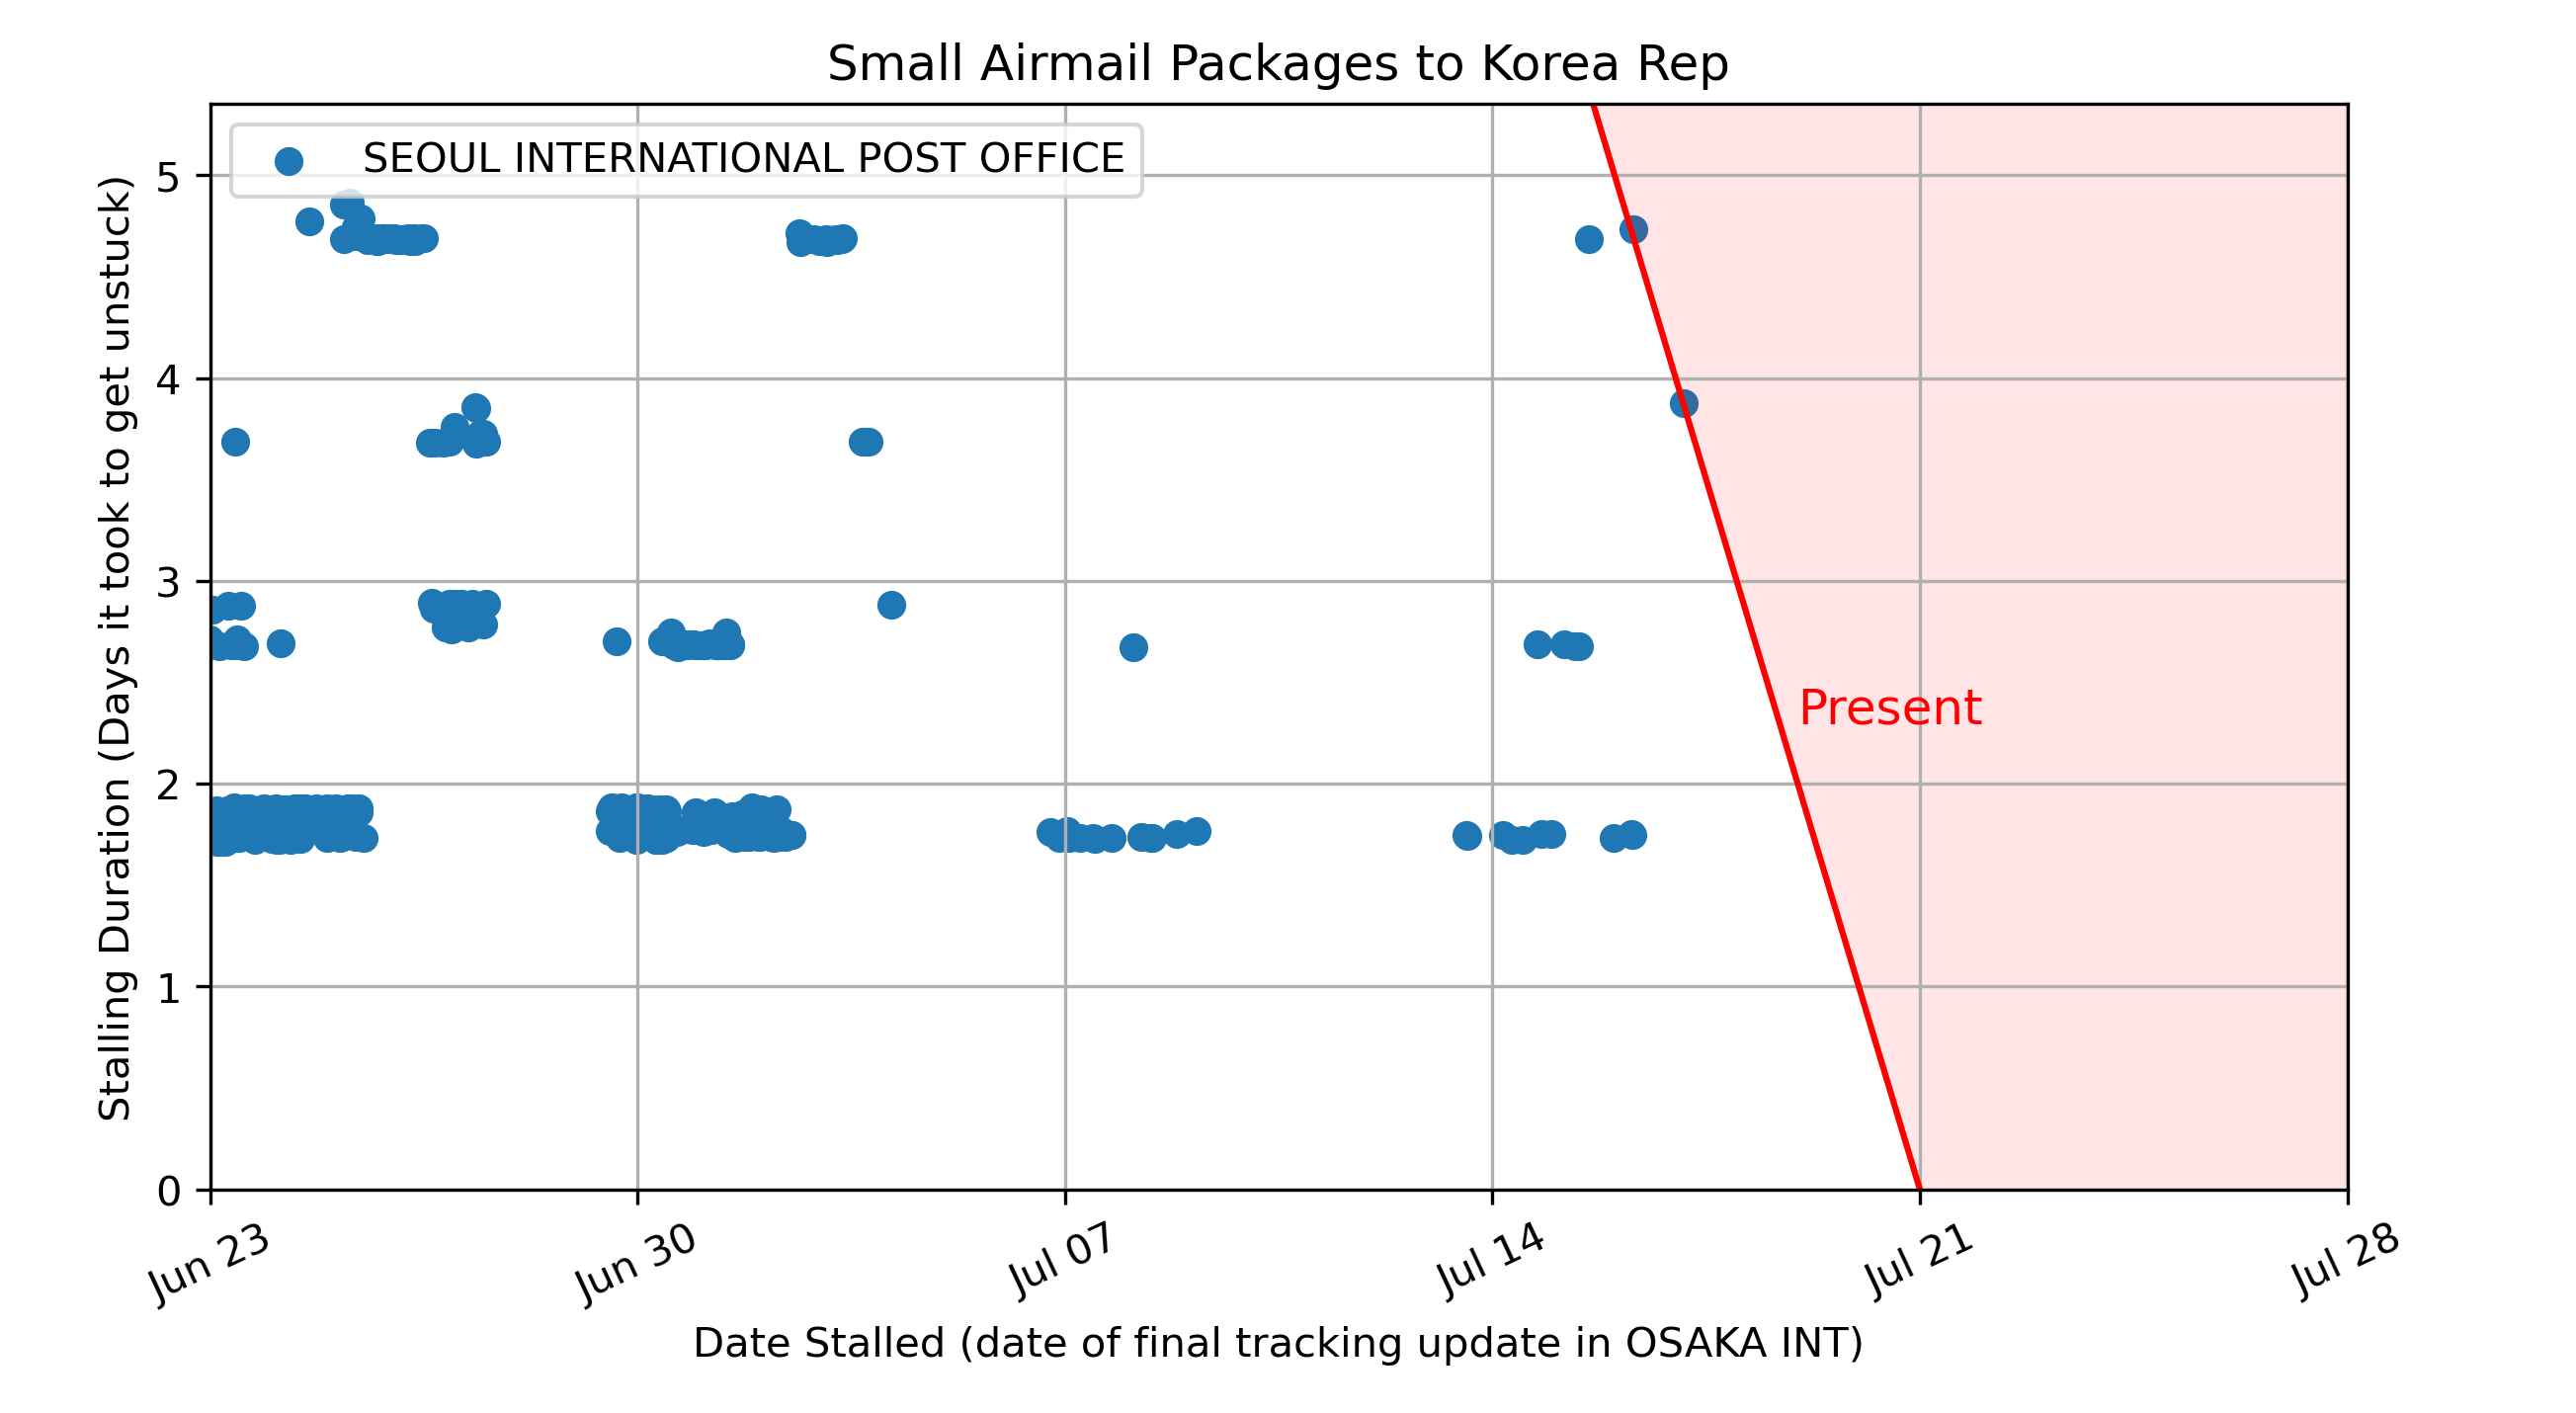 Small Airmail Packages to Korea Rep
SEOUL INTERNATIONAL POST OFFICE
Stalling Duration (Days it took to get unstuck)
5
4
3
2
1
0
Present
Jun 23
Jun 30
Jul 07
Jul 14
Jul 21
Jul 28
Date Stalled (date of final tracking update in OSAKA INT)